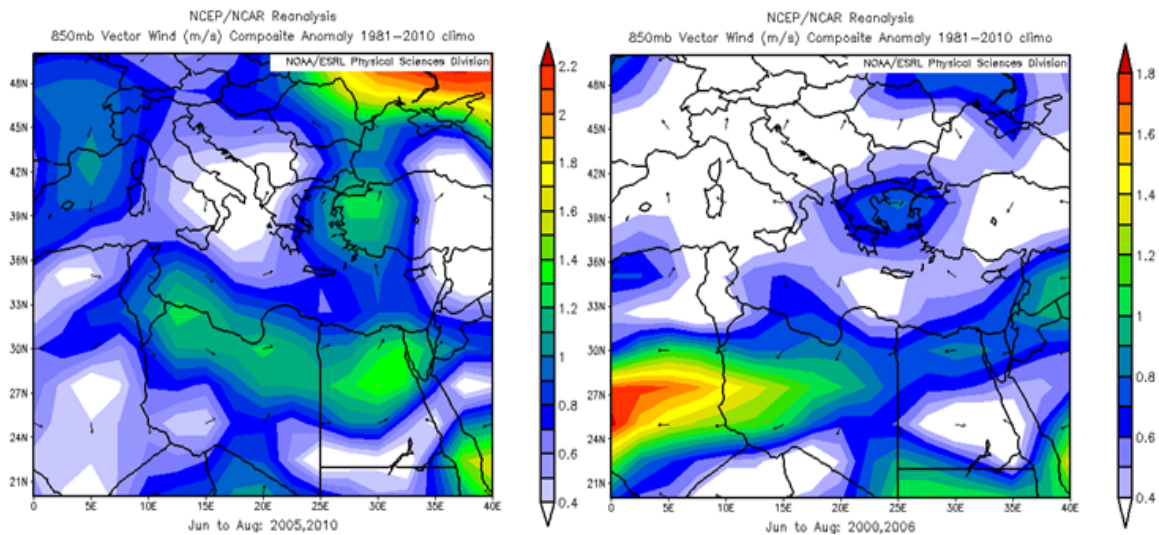 NCEP/NCAR Reanalysis
850mb Vector Wind (m/s) Composite Anomaly 1981-2010 climo
NOAA/ESRL Physical Sciences Division
48N
45N
42N
39N
36N
33N
30N
27N
24N
21N
0 5E 10E 15E 20E 25E 30E 35E 40E
Jun to Aug: 2005,2010
2.2
2
1.8
1.6
1.4
1.2
1
0.8
0.6
0.4
NCEP/NCAR Reanalysis
850mb Vector Wind (m/s) Composite Anomaly 1981-2010 climo
NOAA/ESRL Physical Sciences Division
48N
45N
42N
39N
36N
33N
30N
27N
24N
21N
0 5E 10E 15E 20E 25E 30E 35E 40E
Jun to Aug: 2000,2006
1.8
1.6
1.4
1.2
1
0.8
0.6
0.4